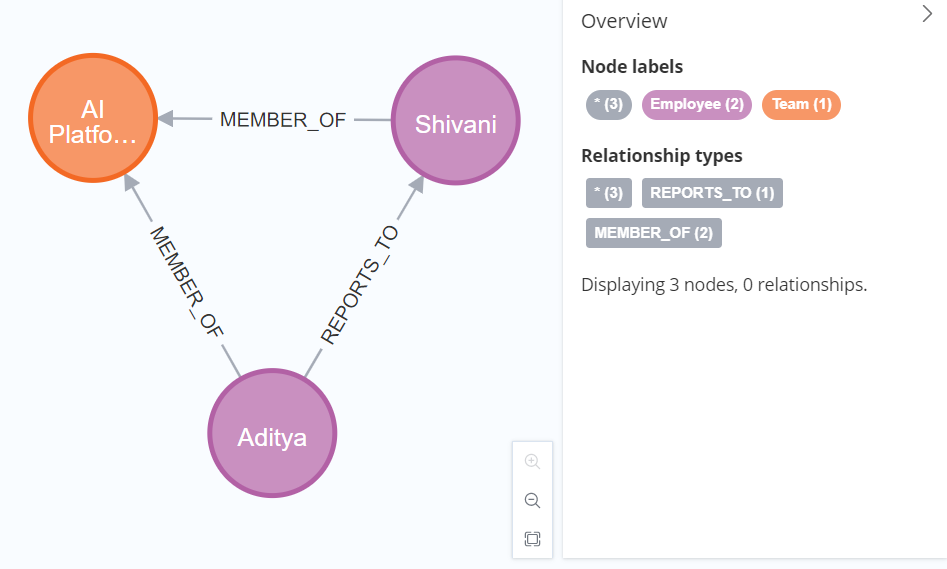 AI
Platfo...
MEMBER_OF
Shivani
MEMBER_OF
REPORTS_TO
Aditya
Overview
Node labels
* (3) Employee (2) Team (1)
Relationship types
* (3) REPORTS_TO (1)
MEMBER_OF (2)
Displaying 3 nodes, 0 relationships.